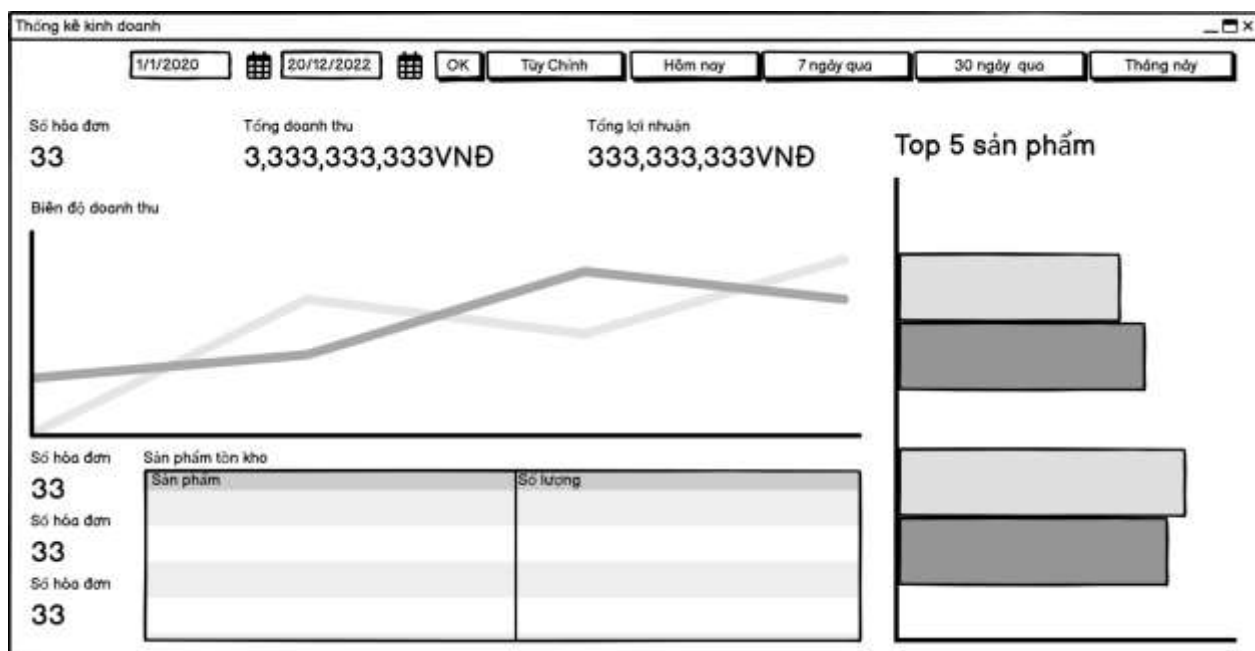 Thống kê kinh doanh
1/1/2020 20/12/2022 OK Tùy Chỉnh Hôm nay 7 ngày qua 30 ngày qua Tháng này
Số hóa đơn Tổng doanh thu Tổng lợi nhuận
33 3,333,333,333VNĐ 333,333,333VNĐ
Top 5 sản phẩm
Biên độ doanh thu
Số hóa đơn Sản phẩm tồn kho
33 Sản phẩm Số lượng
Số hóa đơn
33
Số hóa đơn
33